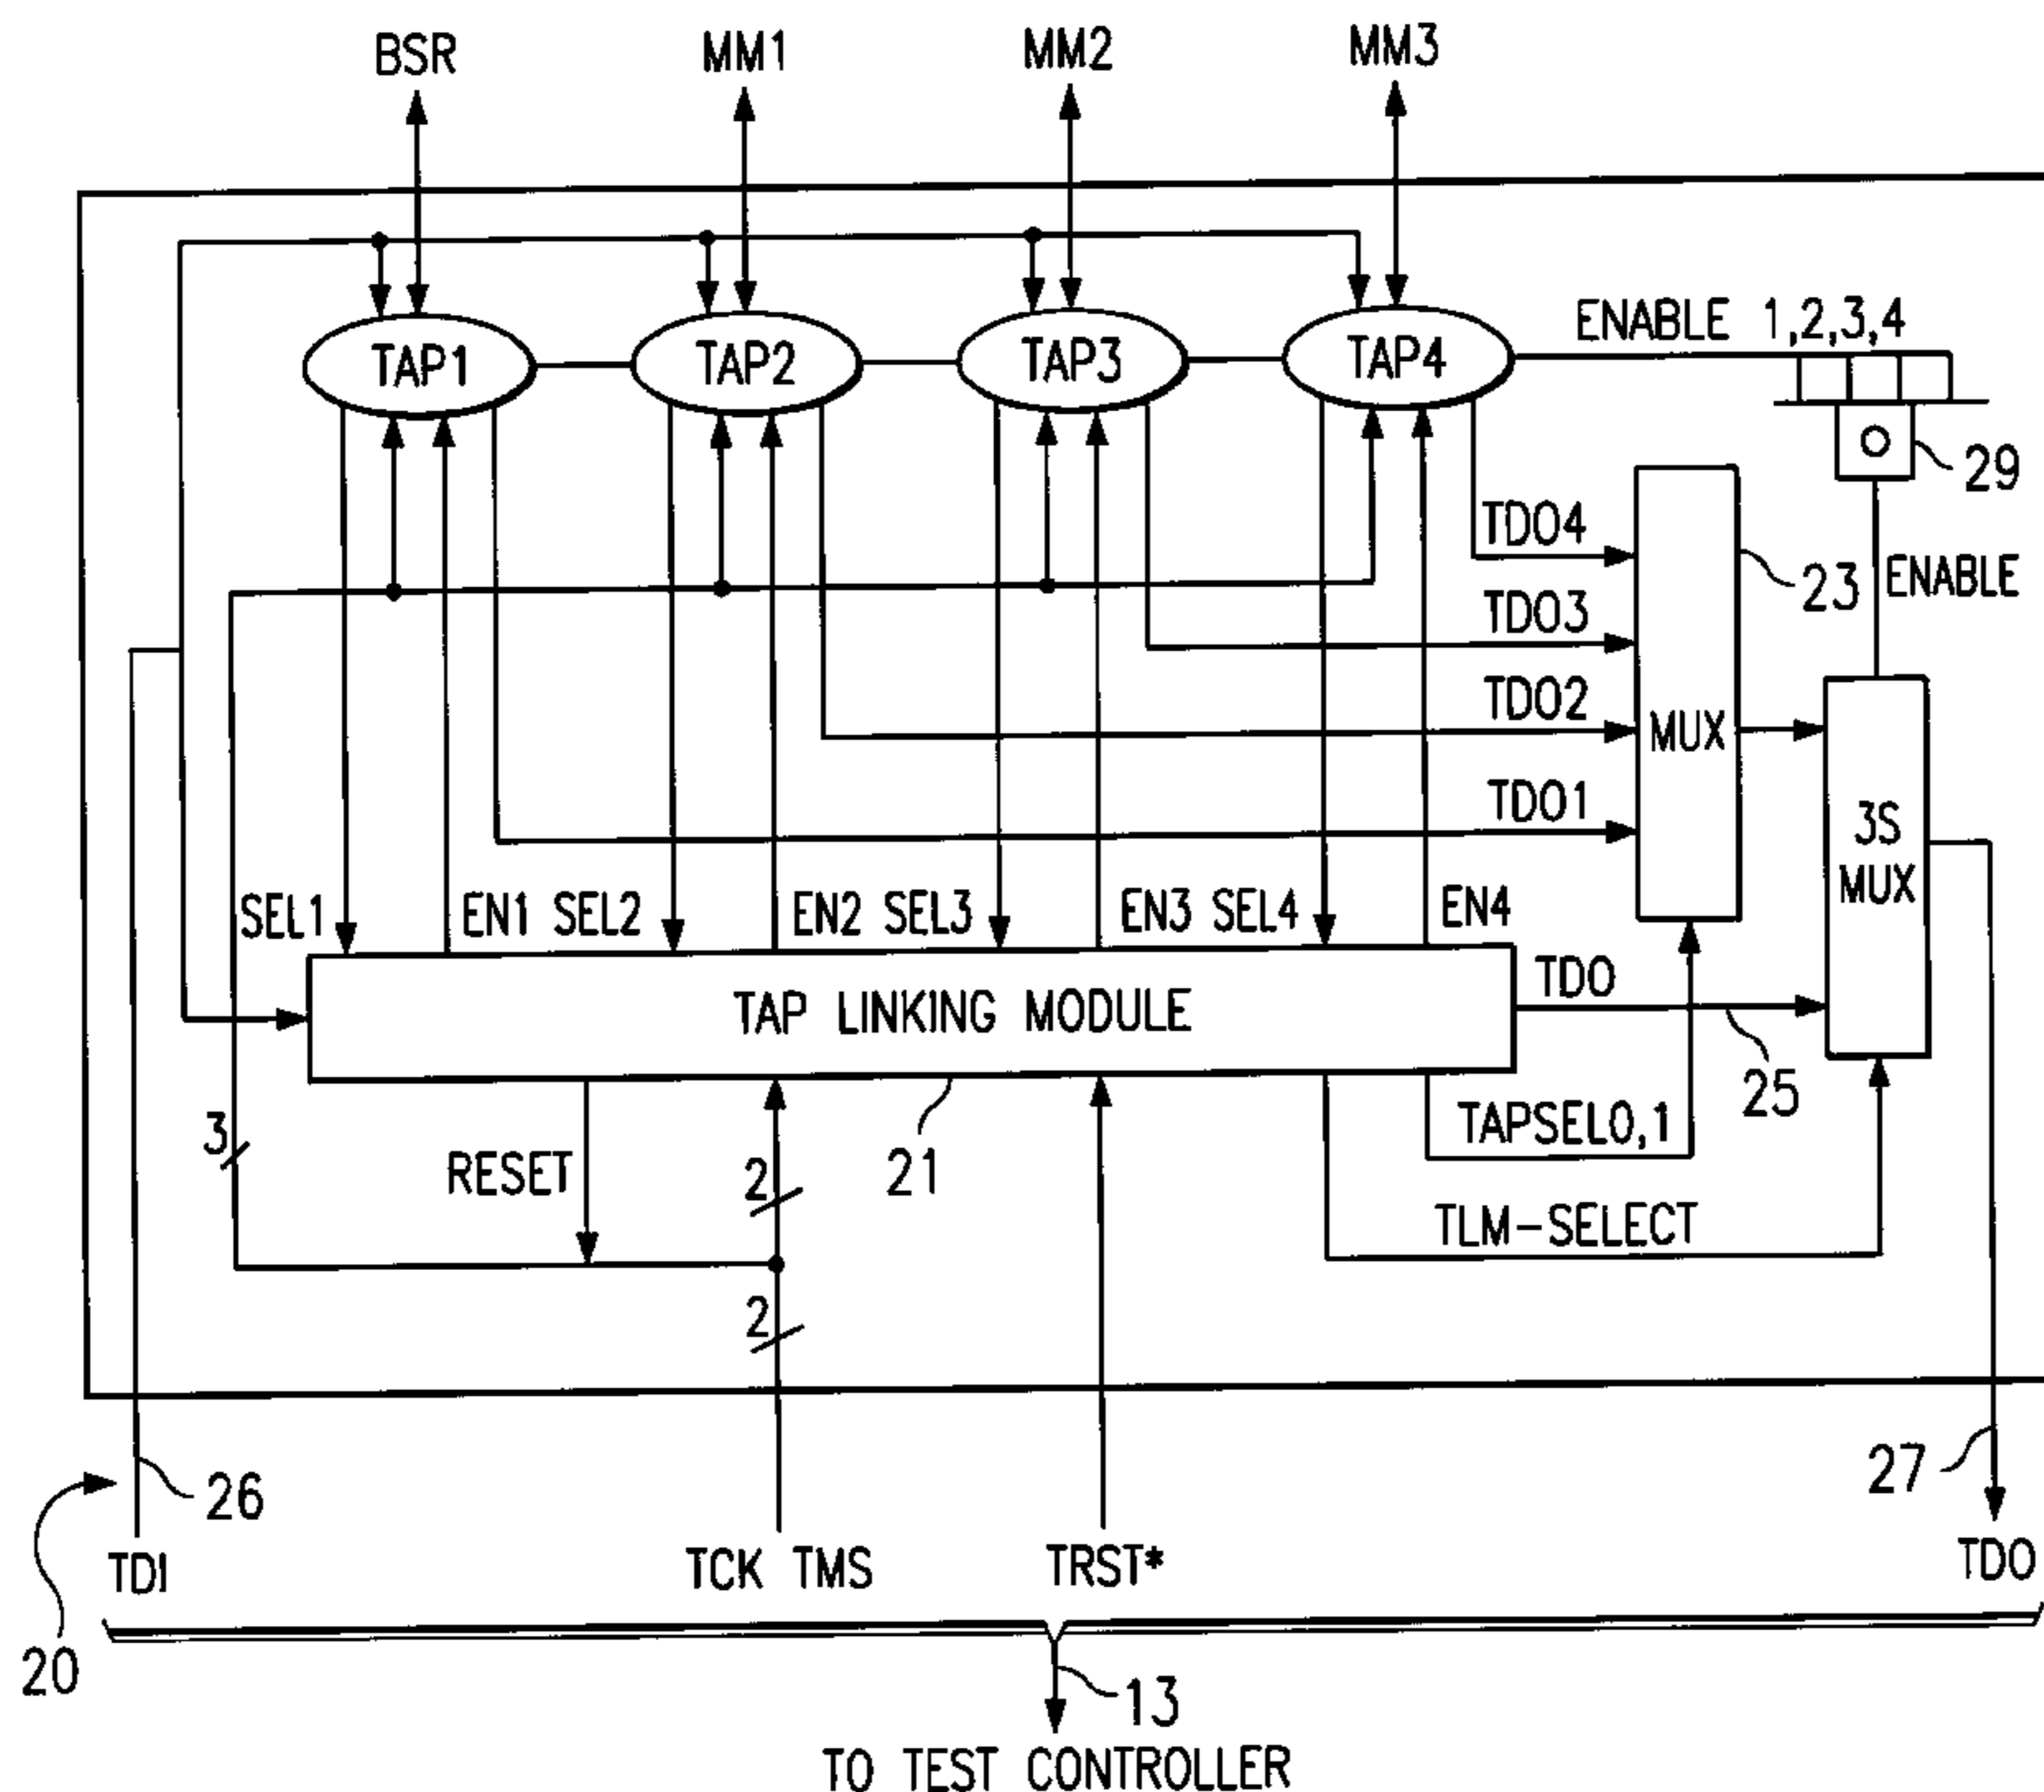 BSR
MM1
MM2
MM3
TAP1
TAP2
TAP3
TAP4
ENABLE 1,2,3,4
29
TDO4
23
ENABLE
TDO3
TDO2
MUX
TDO1
3S
MUX
SEL1
EN1
SEL2
EN2
SEL3
EN3
SEL4
EN4
TDO
TAP LINKING MODULE
25
TAPSEL0,1
3
RESET
2
21
TLM-SELECT
2
27
26
TDI
TCK TMS
TRST*
TDO
20
13
TO TEST CONTROLLER